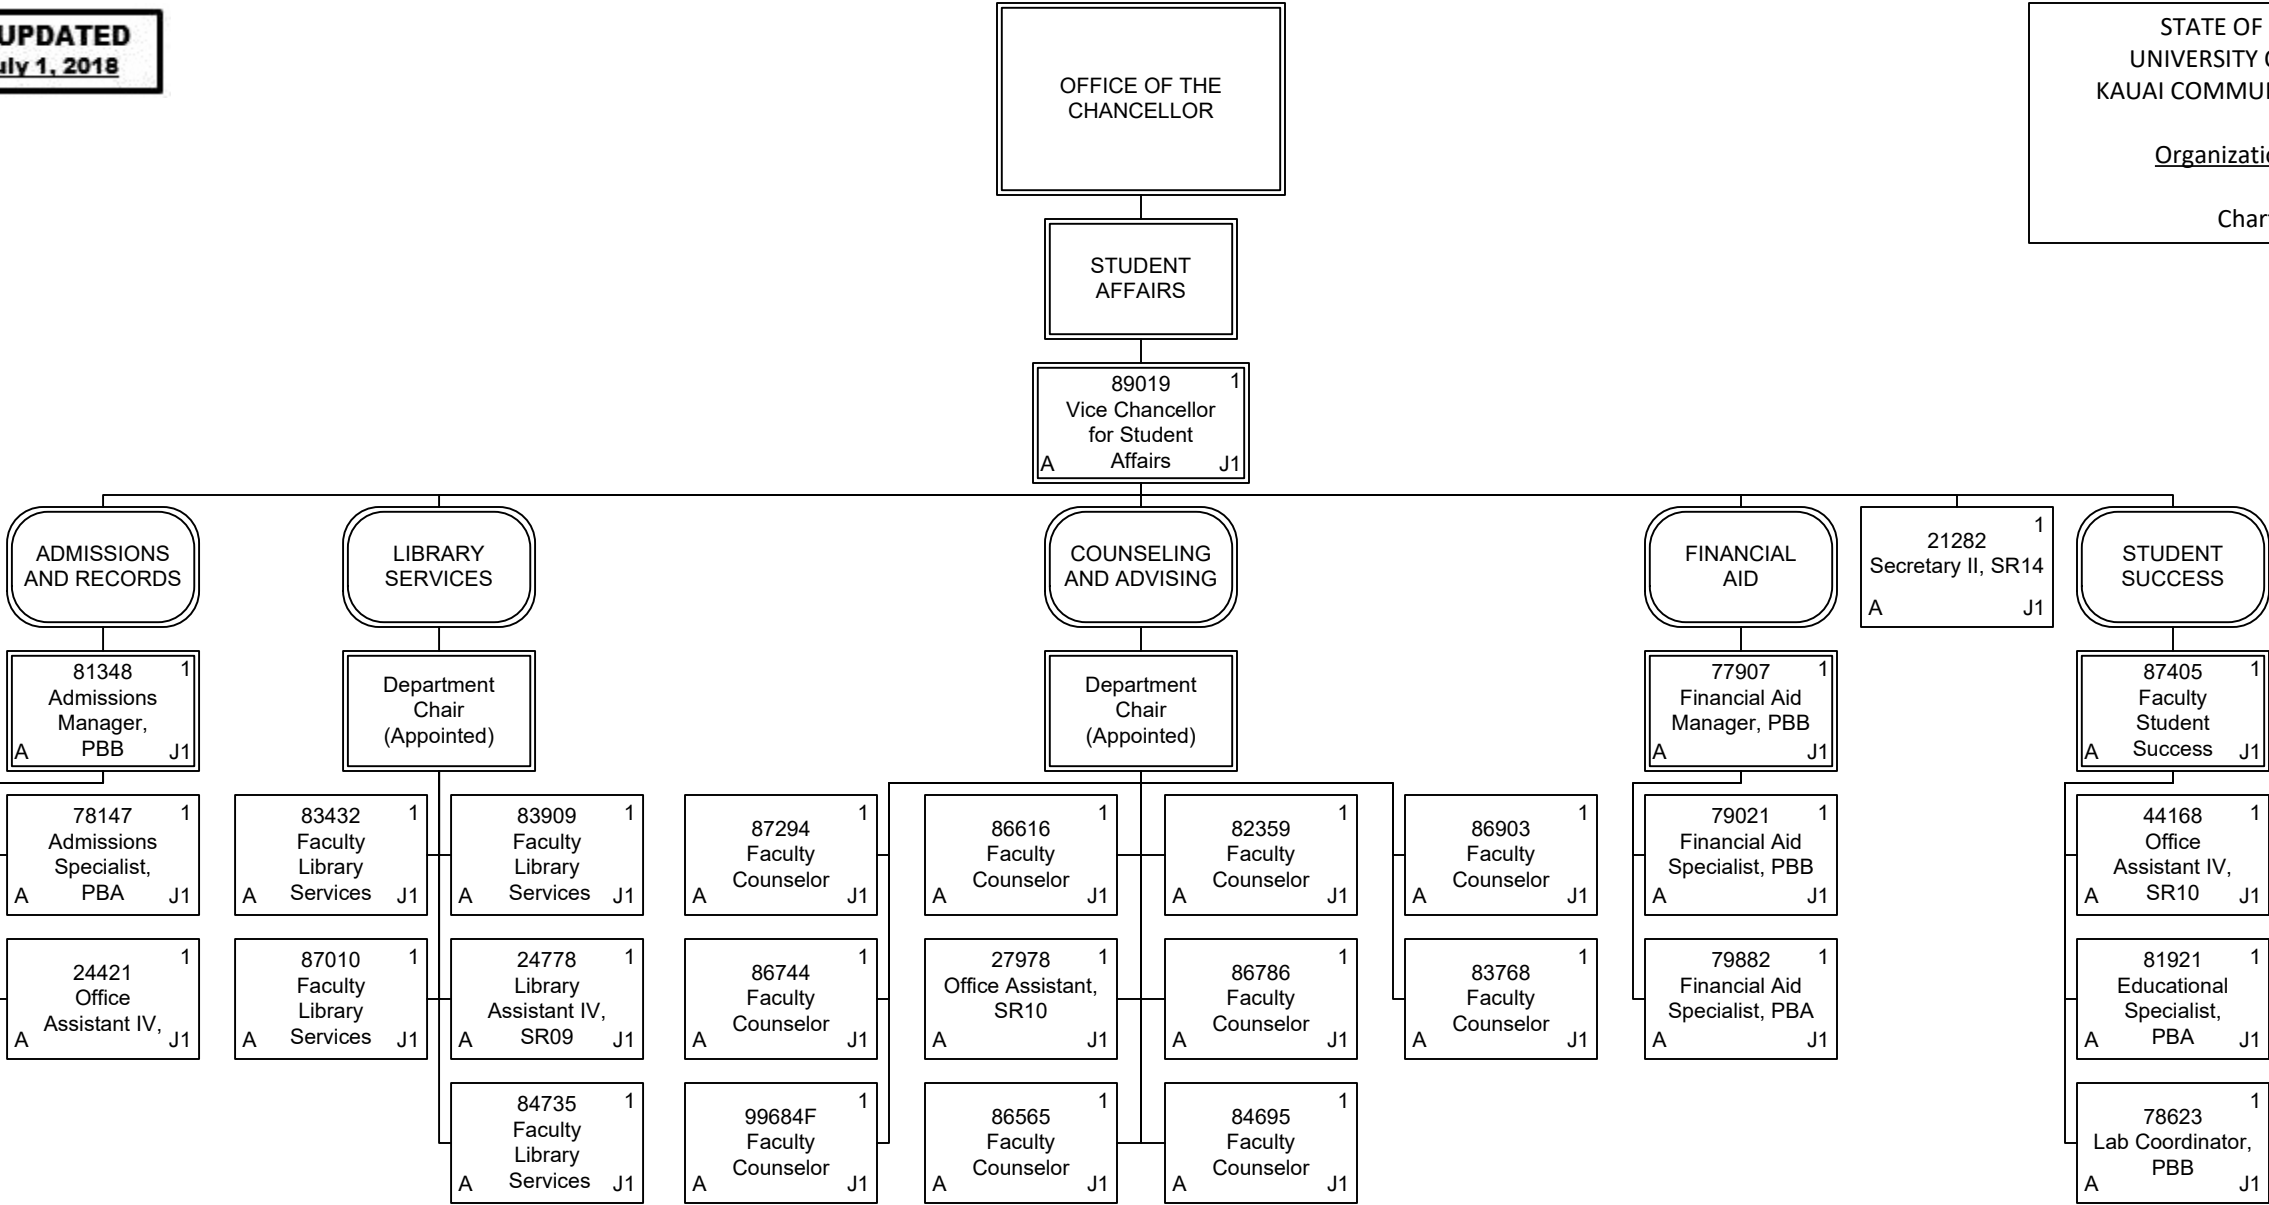 UPDATED
July 1, 2018
OFFICE OF THE
CHANCELLOR
STATE OF
UNIVERSITY
KAUAI
Chart
STUDENT
AFFAIRS
89019 1
Vice Chancellor
for Student
A Affairs J1
ADMISSIONS
AND RECORDS
81348 1
Admissions
Manager,
A PBB J1
78147 1
Admissions
Specialist,
A PBA J1
1
24421
Office
Assistant IV,
A J1
LIBRARY
SERVICES
Department
Chair
(Appointed)
83432 1
Faculty
Library
A Services J1
83909 1
Faculty
Library
A Services J1
87010 1
Faculty
Library
A Services J1
24778 1
Library
Assistant IV,
A SR09 J1
84735 1
Faculty
Library
A Services J1
COUNSELING
AND ADVISING
Department
Chair
(Appointed)
1
87294
Faculty
Counselor
A J1
1
86616
Faculty
Counselor
A J1
1
82359
Faculty
Counselor
A J1
1
86903
Faculty
Counselor
A J1
1
86744
Faculty
Counselor
A J1
27978 1
Office Assistant,
SR10
A J1
1
86786
Faculty
Counselor
A J1
1
83768
Faculty
Counselor
A J1
1
99684F
Faculty
Counselor
A J1
1
86565
Faculty
Counselor
A J1
1
84695
Faculty
Counselor
A J1
FINANCIAL
AID
77907 1
Financial Aid
Manager, PBB
A J1
79021 1
Financial Aid
Specialist, PBB
A J1
79882 1
Financial Aid
Specialist, PBA
A J1
1
21282
Secretary II, SR14
A J1
STUDENT
SUCCESS
87405 1
Faculty
Student
A Success J1
44168 1
Office
Assistant IV,
A SR10 J1
81921 1
Educational
Specialist,
A PBA J1
1
78623
Lab Coordinator,
PBB
A J1